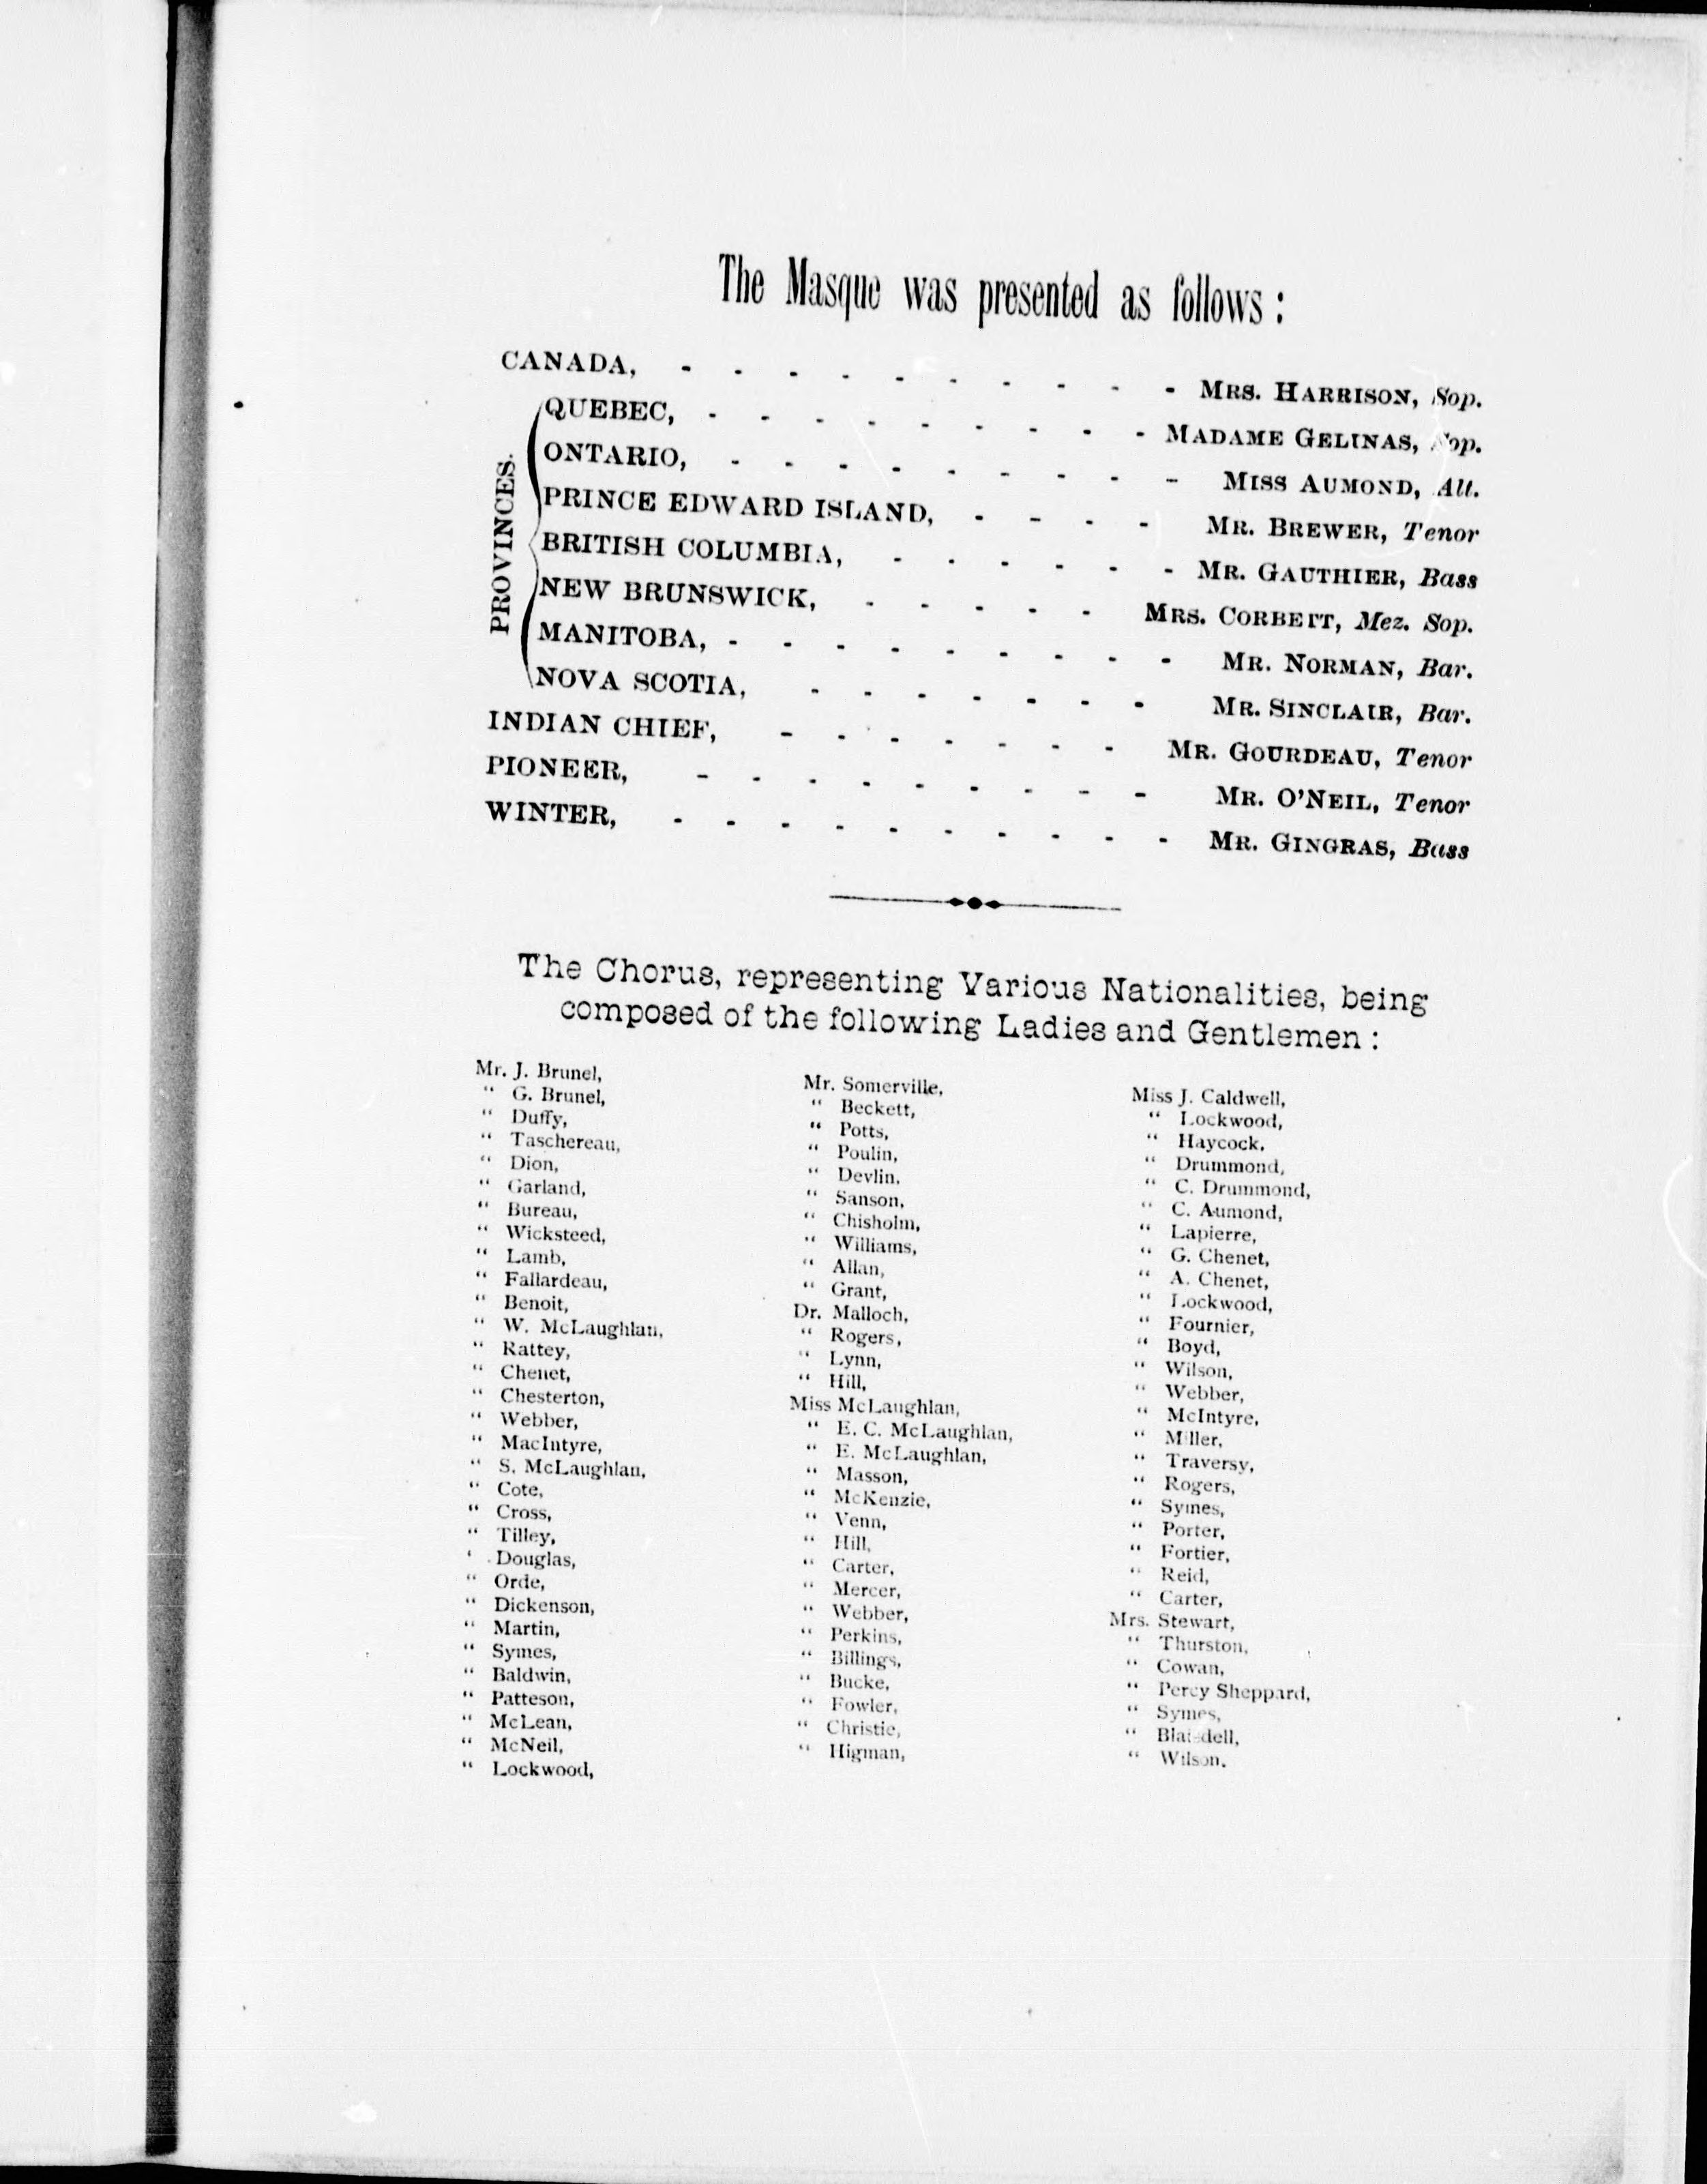 The Masque was presented as follows:
CANADA, - - - - - - - - - - MRS. HARRISON, Sop.
PROVINCES.
QUEBEC, - - - - - - - - - MADAME GELINAS, Sop.
ONTARIO, - - - - - - - - - MISS AUMOND, Alt.
PRINCE EDWARD ISLAND, - - - - MR. BREWER, Tenor
BRITISH COLUMBIA, - - - - - - MR. GAUTHIER, Bass
NEW BRUNSWICK, - - - - - MRS. CORBETT, Mez. Sop.
MANITOBA, - - - - - - - - - MR. NORMAN, Bar.
NOVA SCOTIA, - - - - - - - MR. SINCLAIR, Bar.
INDIAN CHIEF, - - - - - - - MR. GOURDEAU, Tenor
PIONEER, - - - - - - - - - MR. O'NEIL, Tenor
WINTER, - - - - - - - - - - MR. GINGRAS, Bass
The Chorus, representing Various Nationalities, being
composed of the following Ladies and Gentlemen:
Mr. J. Brunel,
" G. Brunel,
" Duffy,
" Taschereau,
" Dion,
" Garland,
" Bureau,
" Wicksteed,
" Lamb,
" Fallardeau,
" Benoit,
" W. McLaughlan,
" Rattey,
" Chenet,
" Chesterton,
" Webber,
" MacIntyre,
" S. McLaughlan,
" Cote,
" Cross,
" Tilley,
" Douglas,
" Orde,
" Dickenson,
" Martin,
" Symes,
" Baldwin,
" Patteson,
" McLean,
" McNeil,
" Lockwood,
Mr. Somerville,
" Beckett,
" Potts,
" Poulin,
" Devlin,
" Sanson,
" Chisholm,
" Williams,
" Allan,
" Grant,
Dr. Malloch,
" Rogers,
" Lynn,
" Hill,
Miss McLaughlan,
" E. C. McLaughlan,
" E. McLaughlan,
" Masson,
" McKenzie,
" Venn,
" Hill,
" Carter,
" Mercer,
" Webber,
" Perkins,
" Billings,
" Bucke,
" Fowler,
" Christie,
" Higman,
Miss J. Caldwell,
" Lockwood,
" Haycock,
" Drummond,
" C. Drummond,
" C. Aumond,
" Lapierre,
" G. Chenet,
" A. Chenet,
" Lockwood,
" Fournier,
" Boyd,
" Wilson,
" Webber,
" McIntyre,
" Miller,
" Traversy,
" Rogers,
" Symes,
" Porter,
" Fortier,
" Reid,
" Carter,
Mrs. Stewart,
" Thurston,
" Cowan,
" Percy Sheppard,
" Symes,
" Blaisdell,
" Wilson.